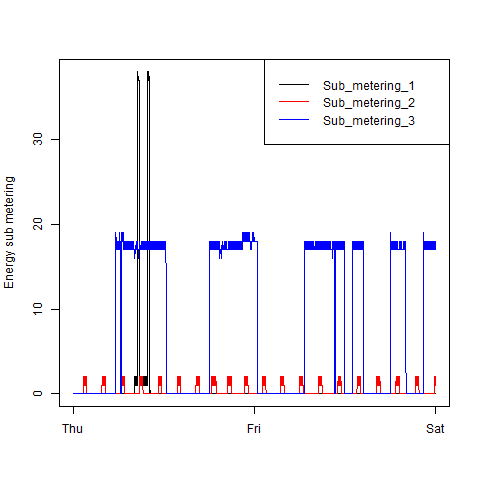 Sub_metering_1
Sub_metering_2
Sub_metering_3
Energy sub metering
30
20
10
0
Thu
Fri
Sat